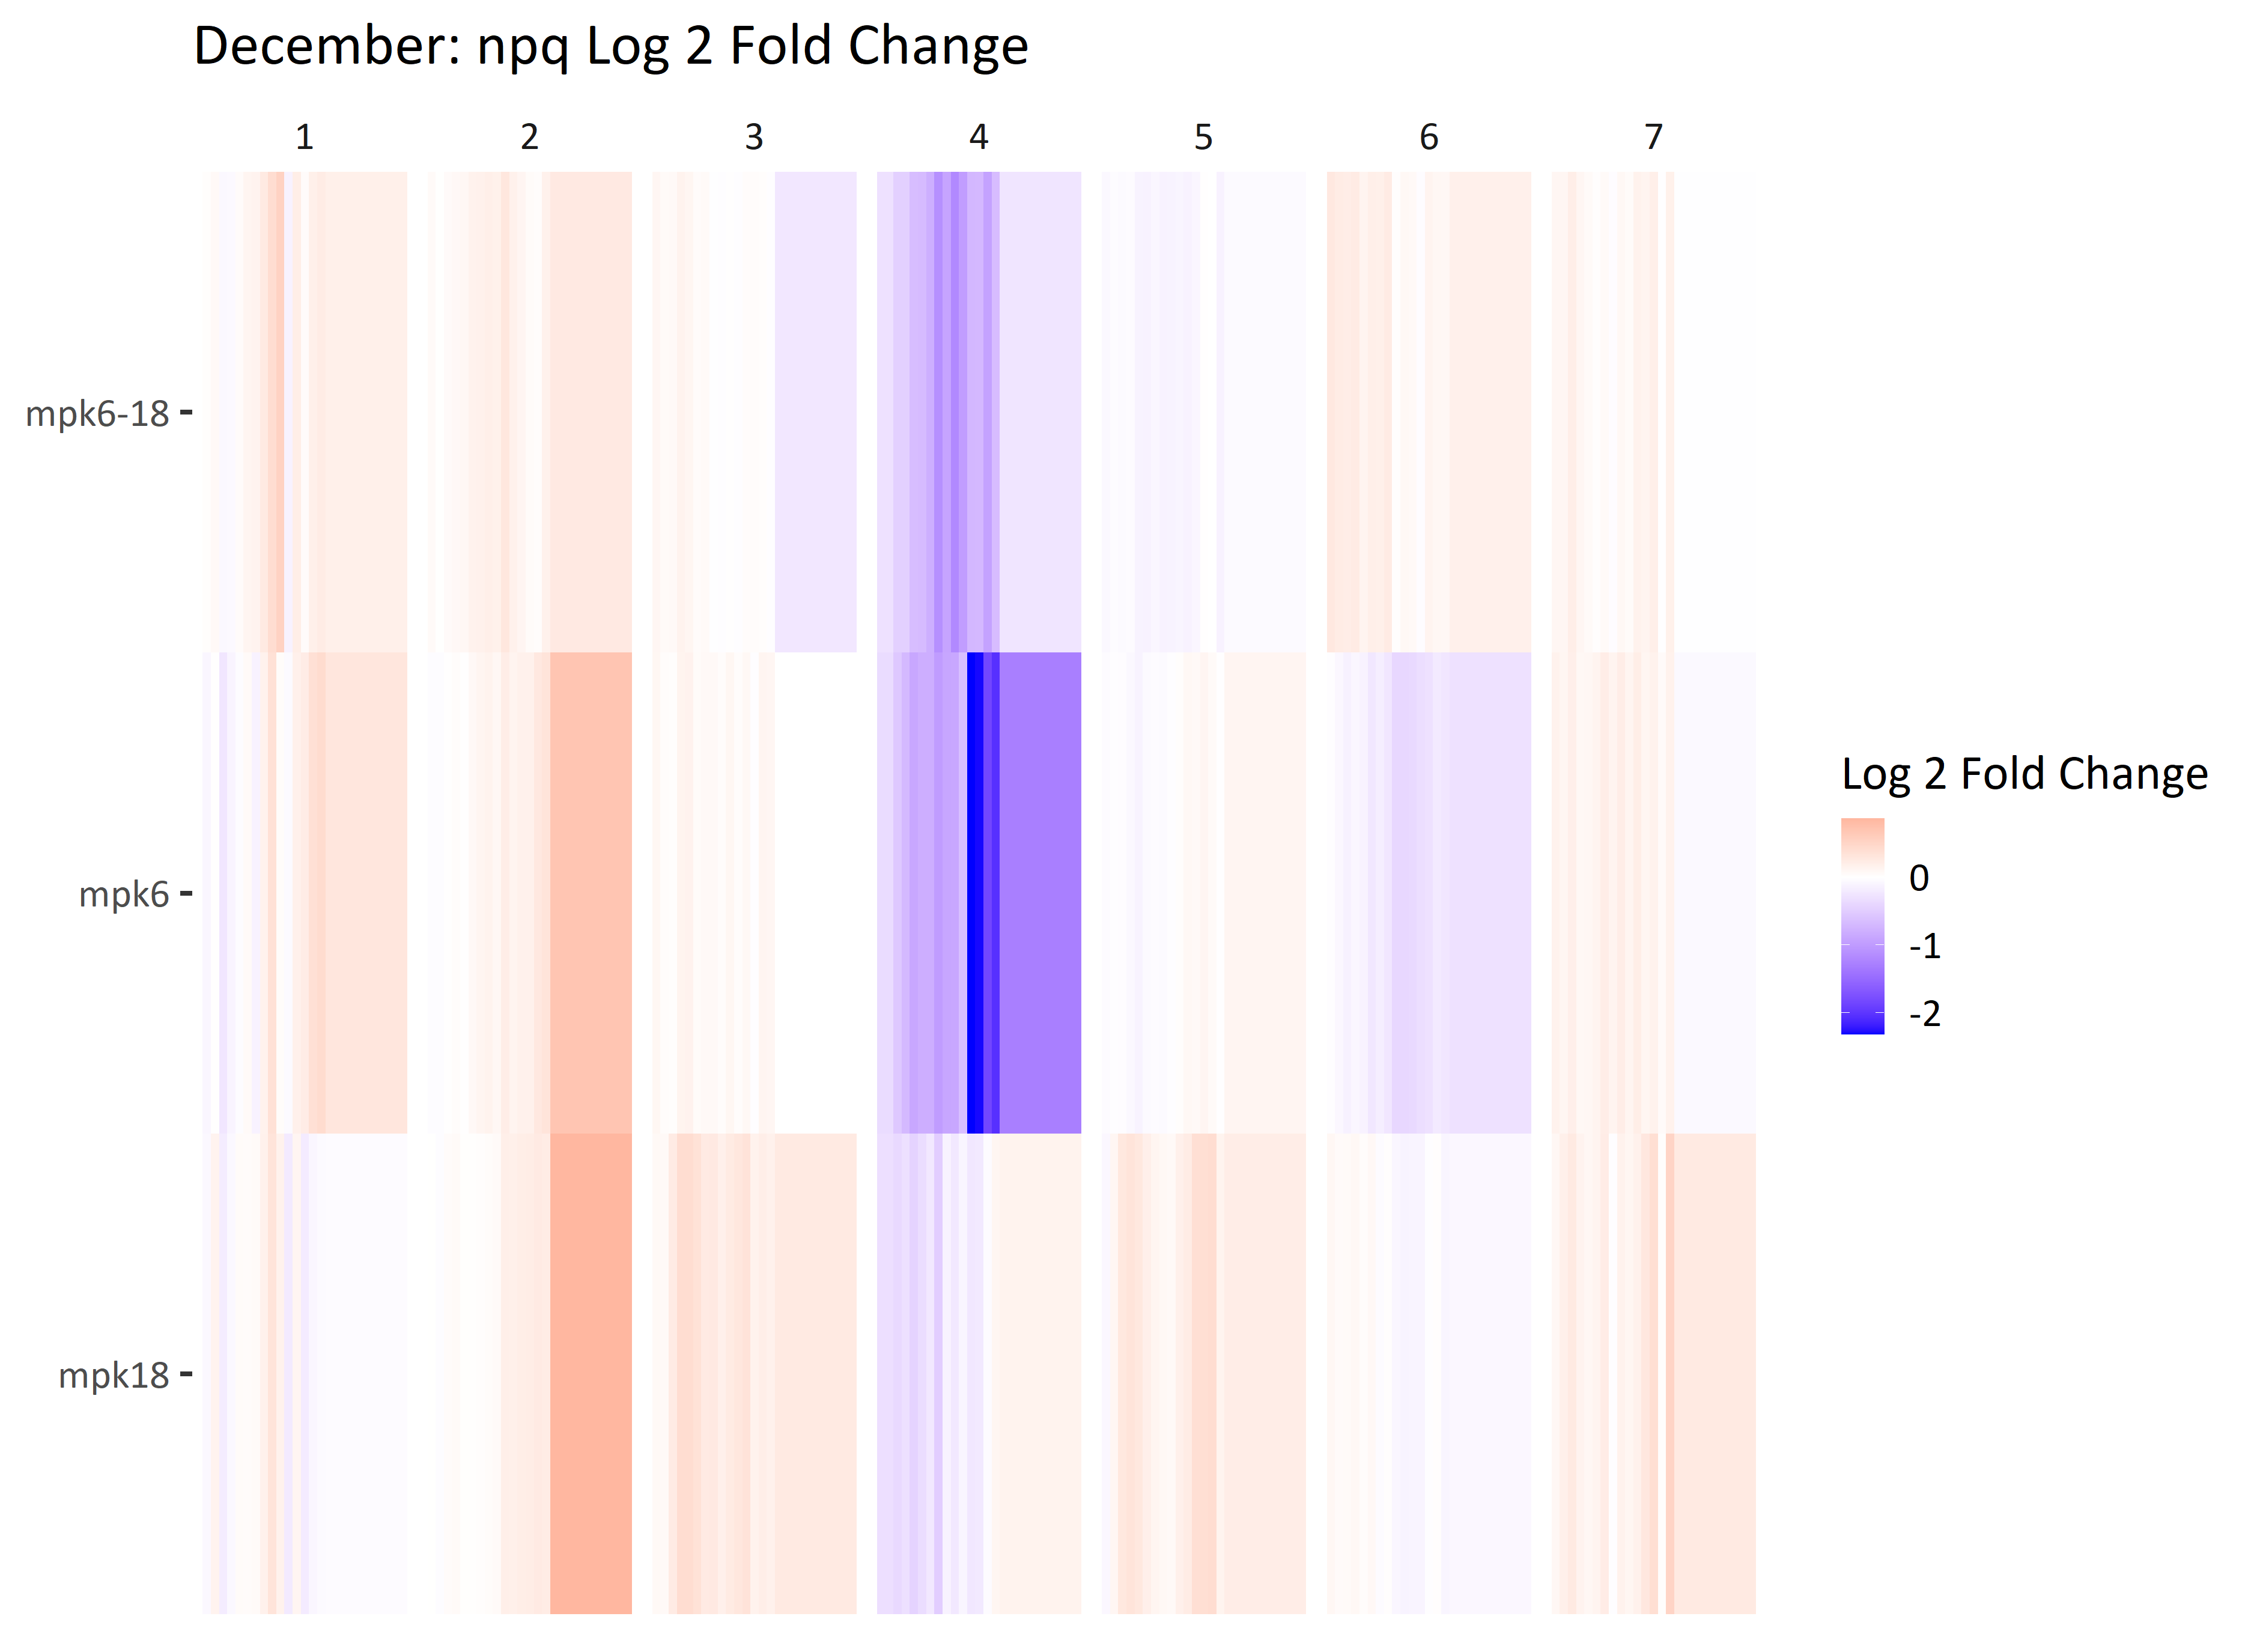 December: npq Log 2 Fold Change
1 2 3 4 5 6 7
mpk6-18
mpk6
mpk18
Log 2 Fold Change
0
-1
-2